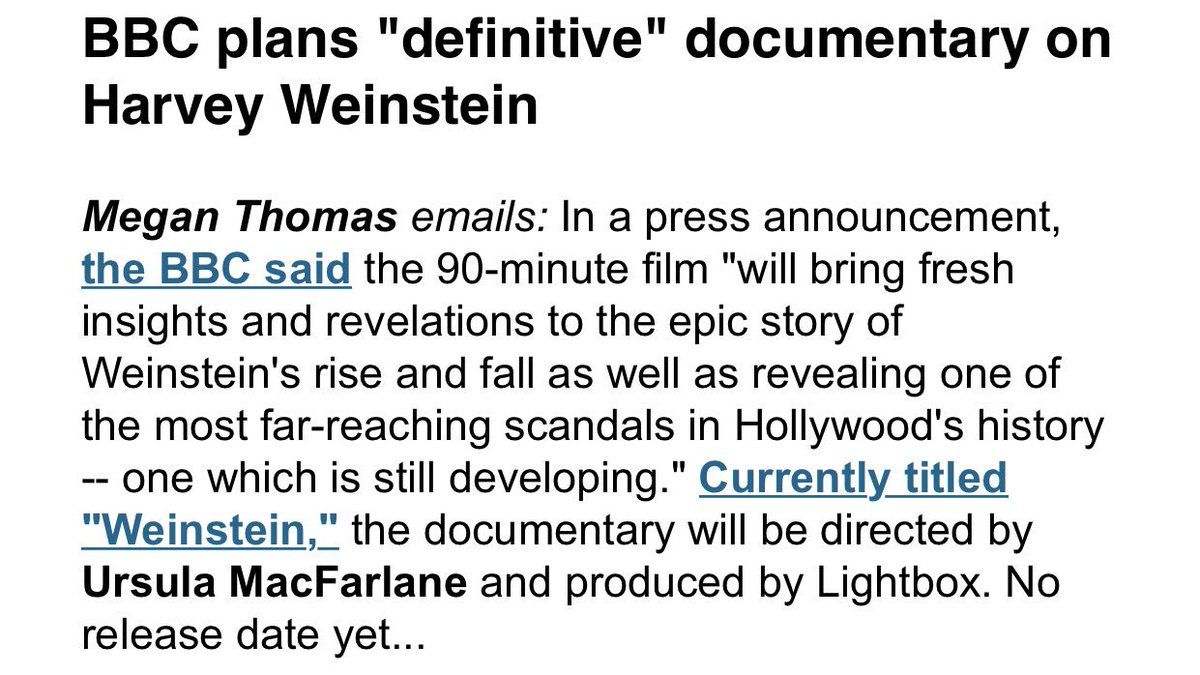 BBC plans "definitive" documentary on
Harvey Weinstein
Megan Thomas emails: In a press announcement,
the BBC said the 90-minute film "will bring fresh
insights and revelations to the epic story of
Weinstein's rise and fall as well as revealing one of
the most far-reaching scandals in Hollywood's history
-- one which is still developing." Currently titled
"Weinstein," the documentary will be directed by
Ursula MacFarlane and produced by Lightbox. No
release date yet...